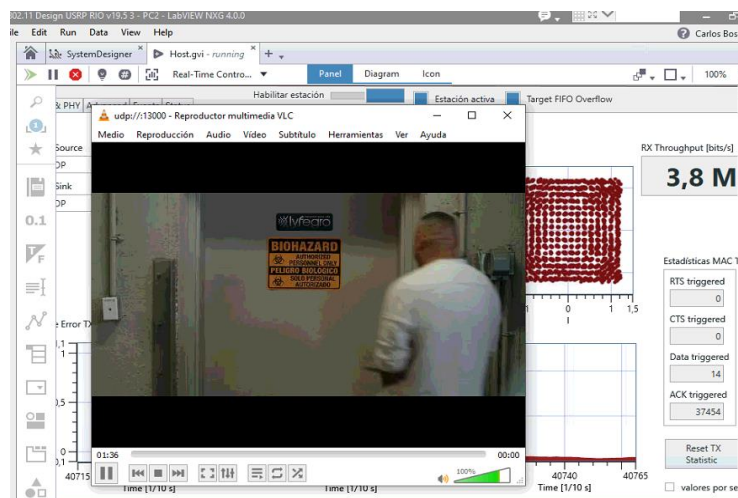 802.11 Design USRP RIO v19.5 3 - PC2 - LabVIEW NXG 4.0.0
Edit Run Data View Help
Carlos Bos
SystemDesigner
Host.gvi - running
Real-Time Contro...
Panel
Diagram
Icon
100%
Habilitar estación
Estación activa
Target FIFO Overflow
& PHY
udp://:13000 - Reproductor multimedia VLC
Medio Reproducción Audio Vídeo Subtítulo Herramientas Ver Ayuda
Source
Sink
RX Throughput [bits/s]
3,8 M
lyfegro
BIOHAZARD
AUTHORIZED
PERSONNEL ONLY
PELIGRO BIOLÓGICO
SOLO PERSONAL
AUTORIZADO
0.1
T
F
0
1
1,5
I
Estadísticas MAC T
RTS triggered
0
CTS triggered
0
Data triggered
14
ACK triggered
37454
Reset TX
Statistic
valores por se
Error T
1
,5
0
,1
40715
01:36
00:00
100%
40740
40765
Time [1/10 s]
Time [1/10 s]
Time [1/10 s]